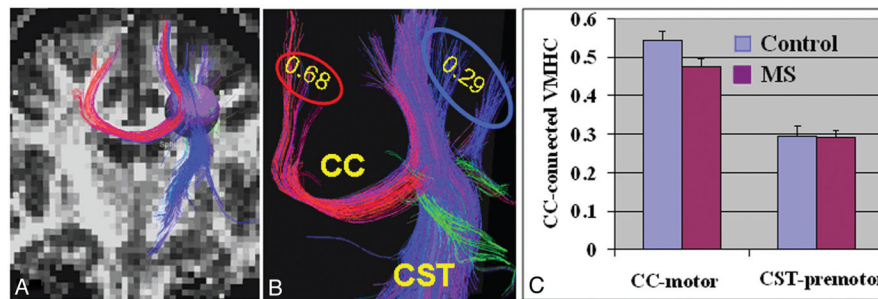 A
0.68
0.29
CC
CST
B
CC-connected VMHC
0.6
0.5
0.4
0.3
0.2
0.1
0
Control
MS
CC-motor
CST-premotor
C